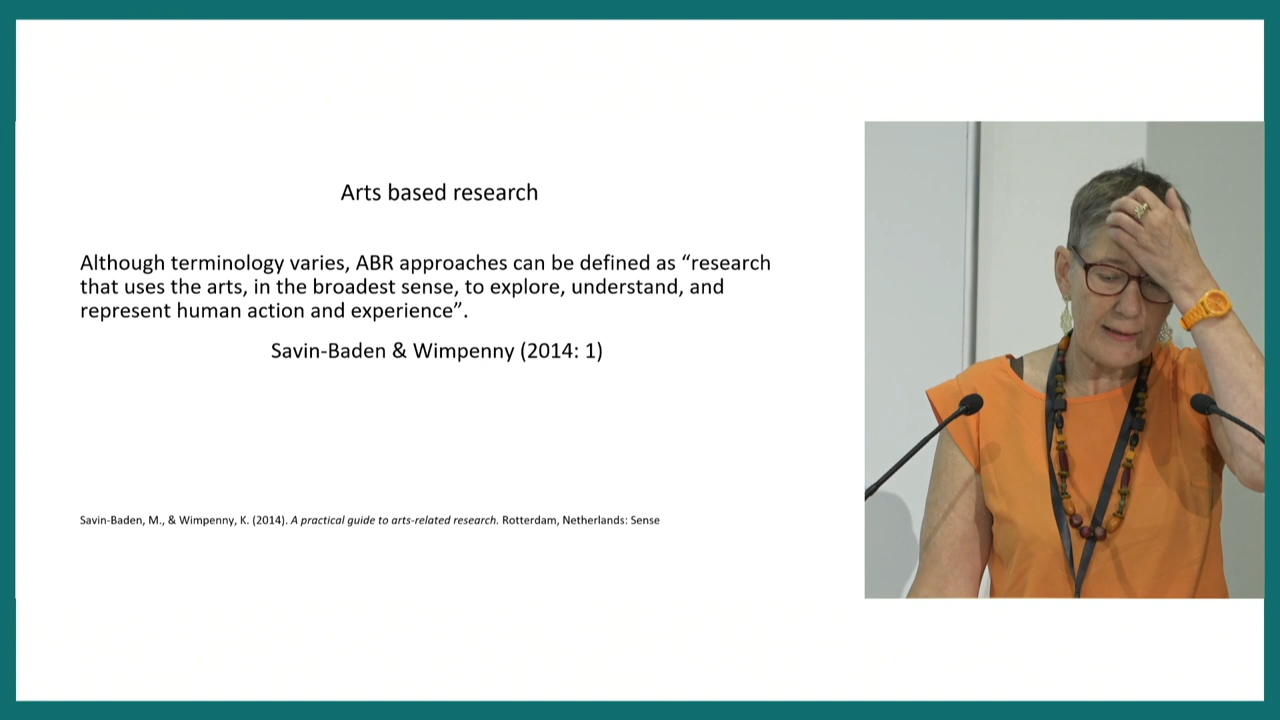 Arts based research
Although terminology varies, ABR approaches can be defined as “research
that uses the arts, in the broadest sense, to explore, understand, and
represent human action and experience”.
Savin-Baden & Wimpenny (2014: 1)
Savin-Baden, M., & Wimpenny, K. (2014). A practical guide to arts-related research. Rotterdam, Netherlands: Sense